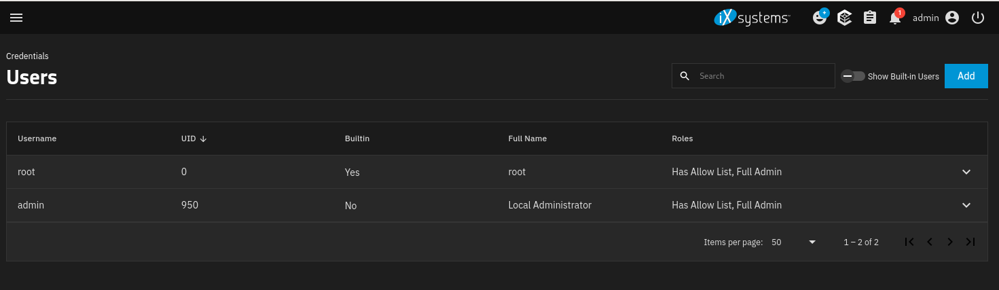 iXsystems™
+
1
admin
Credentials
Users
Search
Show Built-in Users
Add
Username UID Builtin Full Name Roles
root 0 Yes root Has Allow List, Full Admin
admin 950 No Local Administrator Has Allow List, Full Admin
Items per page: 50 1 – 2 of 2